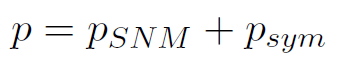 p = p_{SNM} + p_{sym}